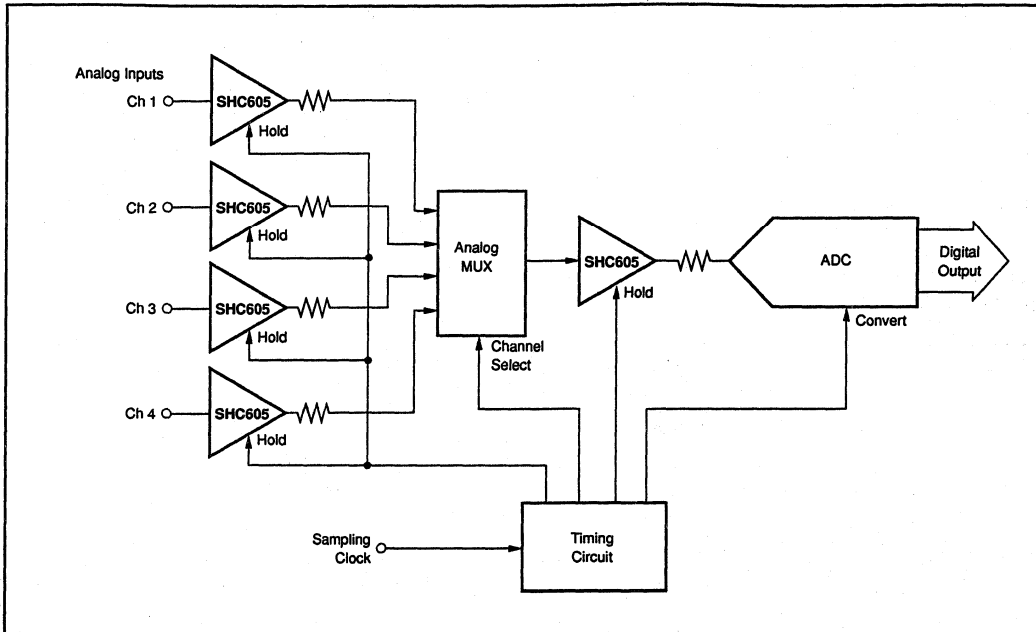 Analog Inputs
Ch 1
SHC605
Hold
Ch 2
SHC605
Hold
Ch 3
SHC605
Hold
Ch 4
SHC605
Hold
Analog
MUX
Channel
Select
SHC605
Hold
ADC
Convert
Digital
Output
Sampling
Clock
Timing
Circuit